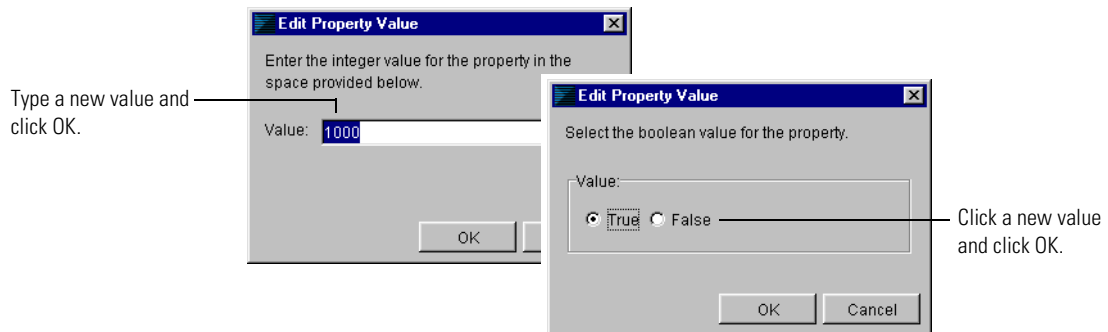 Edit Property Value
Enter the integer value for the property in the
space provided below.
Type a new value and
click OK.
Value: 1000
OK
Edit Property Value
Select the boolean value for the property.
Value:
True False
Click a new value
and click OK.
OK Cancel